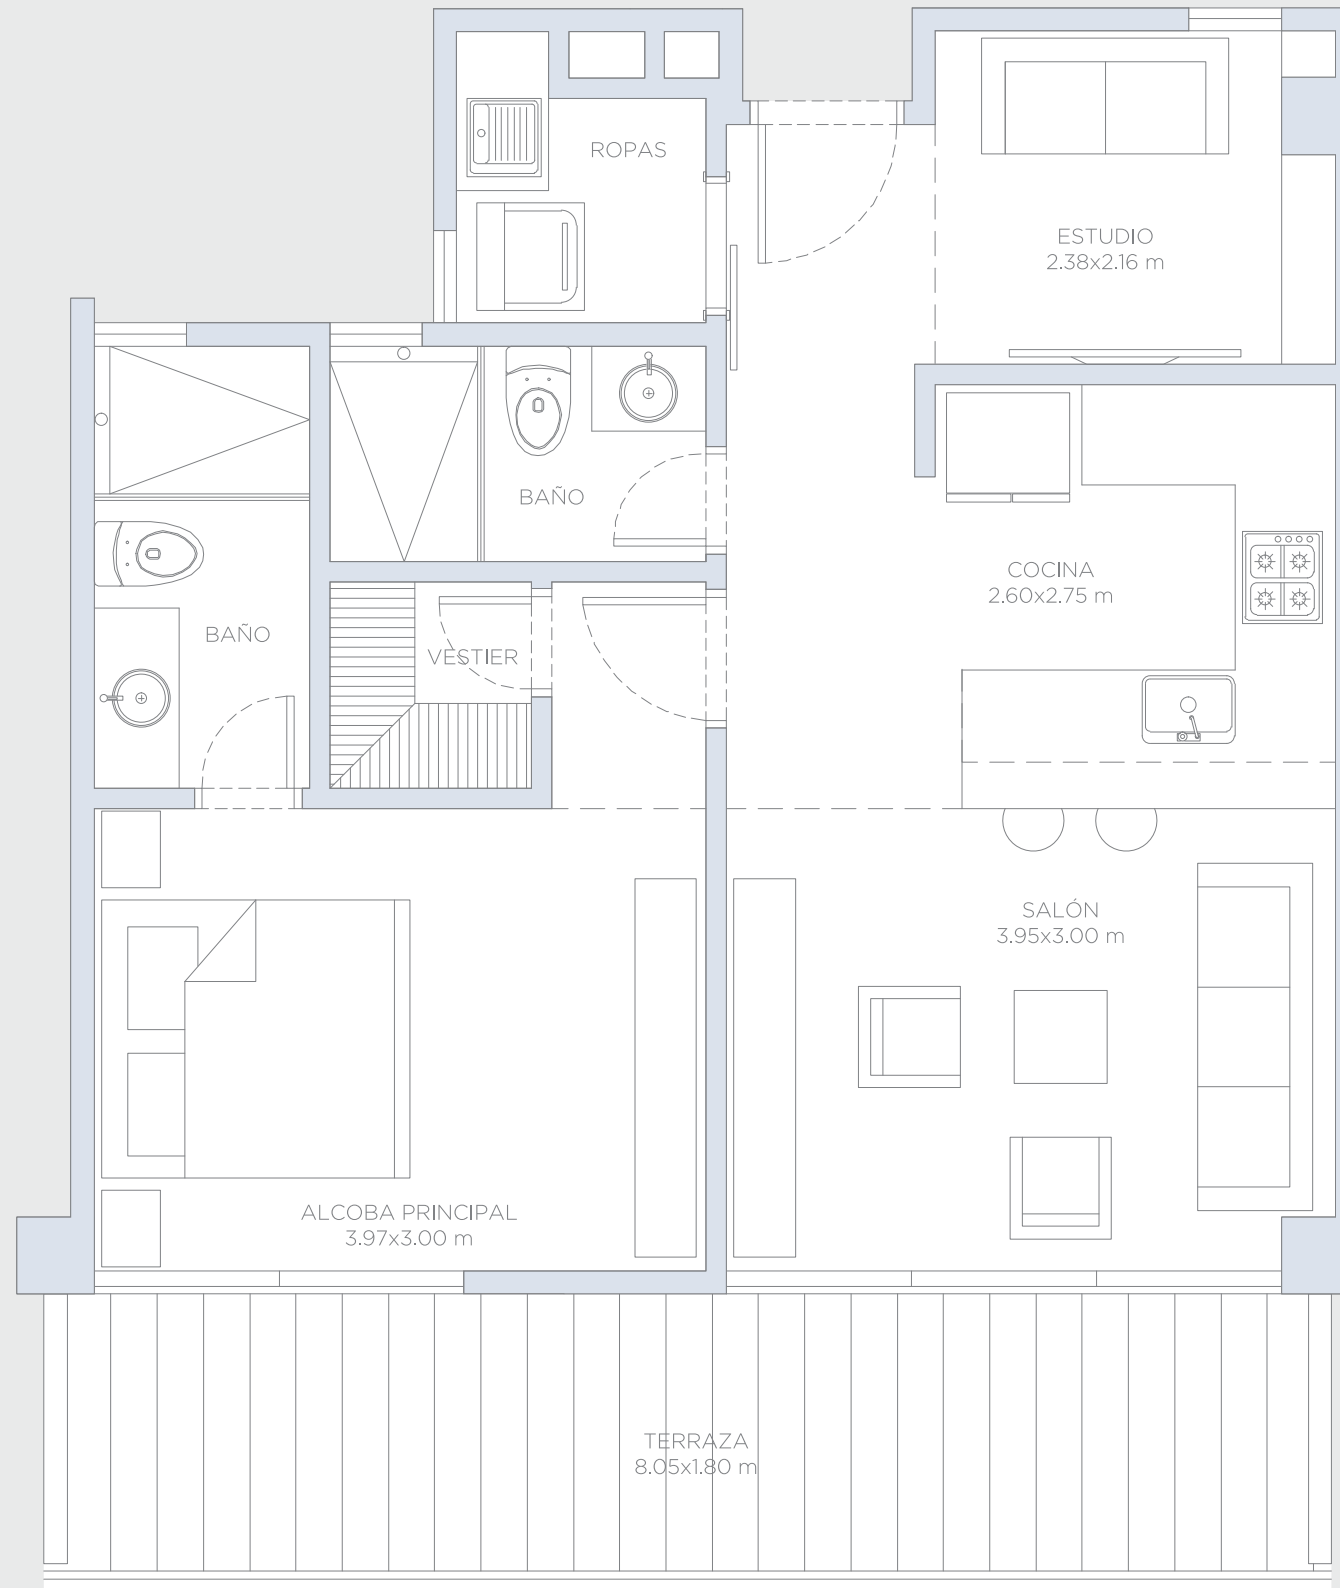 ROPAS
ESTUDIO
2.38x2.16 m
BAÑO
COCINA
2.60x2.75 m
BAÑO
VESTIER
SALÓN
3.95x3.00 m
ALCOBA PRINCIPAL
3.97x3.00 m
TERRAZA
8.05x1.80 m